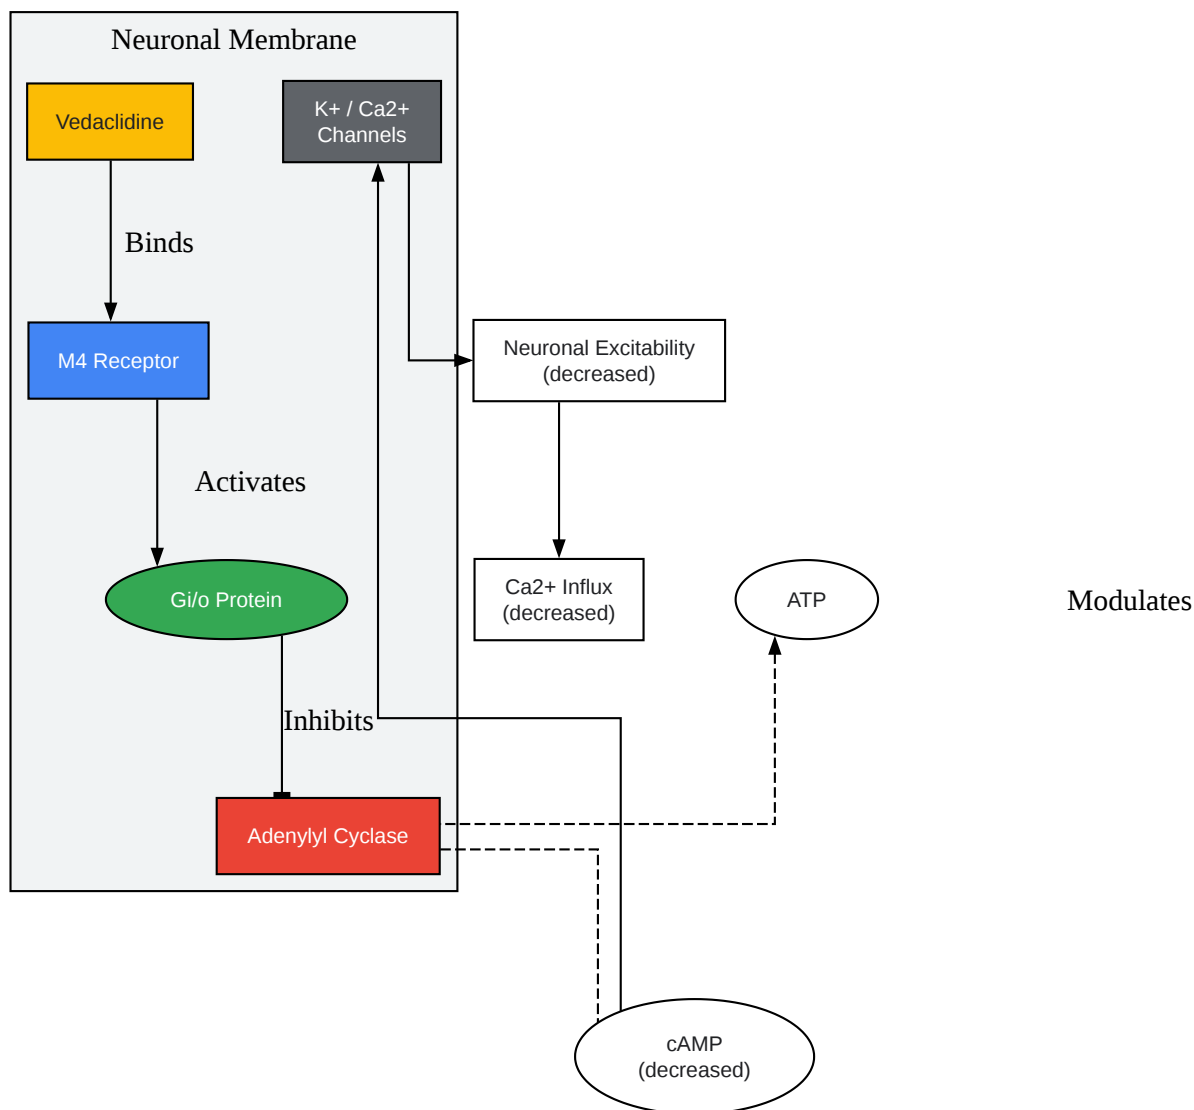 Neuronal Membrane
Vedaclidine
K+ / Ca2+
Channels
Binds
M4 Receptor
Neuronal Excitability
(decreased)
Activates
Gi/o Protein
Ca2+ Influx
(decreased)
ATP
Modulates
Inhibits
Adenylyl Cyclase
cAMP
(decreased)